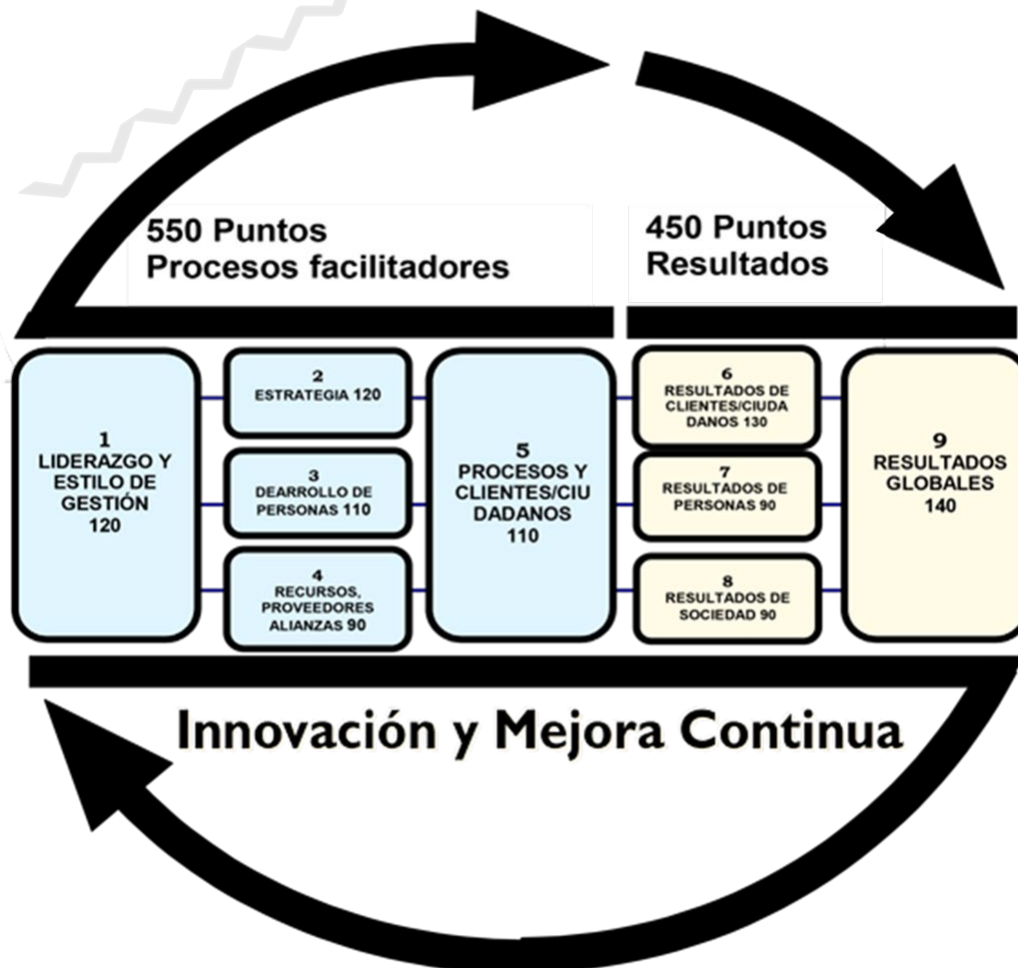 550 Puntos
Procesos facilitadores
450 Puntos
Resultados
1
LIDERAZGO Y
ESTILO DE
GESTIÓN
120
2
ESTRATEGIA 120
3
DEARROLLO DE
PERSONAS 110
4
RECURSOS,
PROVEEDORES
ALIANZAS 90
5
PROCESOS Y
CLIENTES/CIU
DADANOS
110
6
RESULTADOS DE
CLIENTES/CIUDA
DANOS 130
7
RESULTADOS DE
PERSONAS 90
8
RESULTADOS DE
SOCIEDAD 90
9
RESULTADOS
GLOBALES
140
Innovación y Mejora Continua